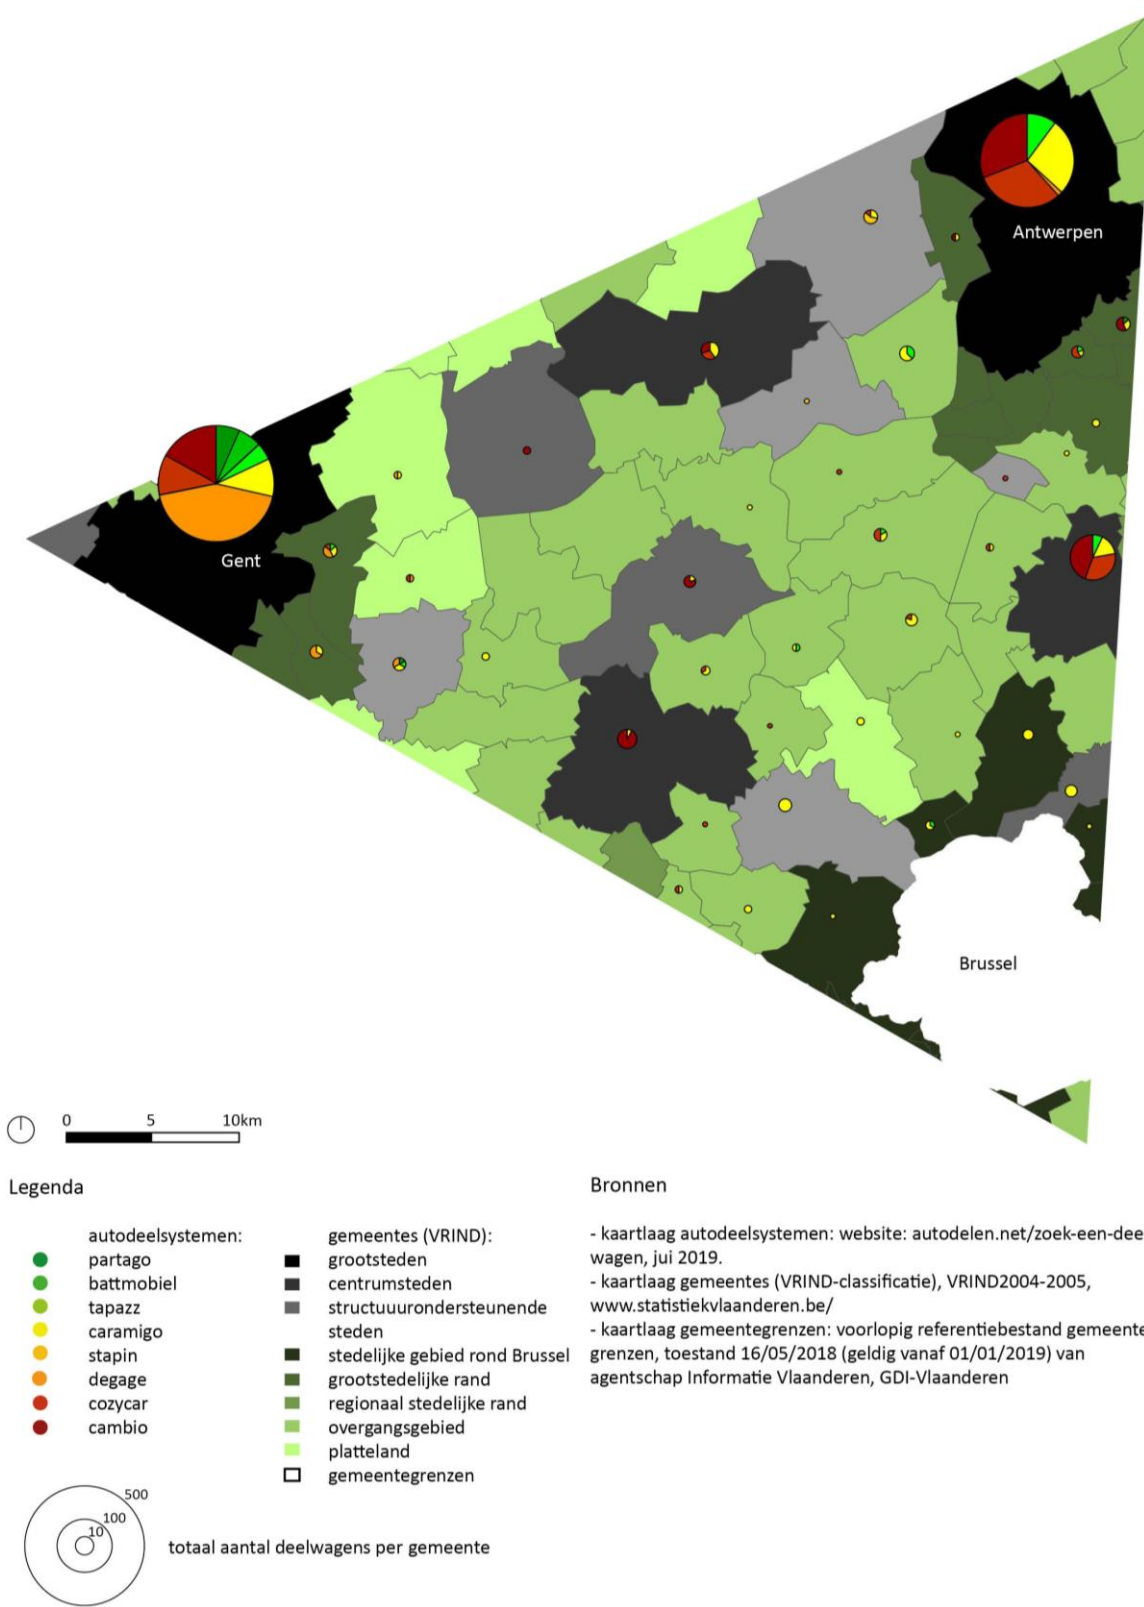 Antwerpen
Gent
Brussel
0 5 10km
Legenda
autodeelsystemen:
partago
battmobiel
tapazz
caramigo
stapin
degage
cozycar
cambio
gemeentes (VRIND):
grootsteden
centrumsteden
structuuurondersteunende
steden
stedelijke gebied rond Brussel
grootstedelijke rand
regionaal stedelijke rand
overgangsgebied
platteland
gemeentegrenzen
Bronnen
- kaartlaag autodeelsystemen: website: autodelen.net/zoek-een-dee
wagen, jui 2019.
- kaartlaag gemeentes (VRIND-classificatie), VRIND2004-2005,
www.statistiekvlaanderen.be/
- kaartlaag gemeentegrenzen: voorlopig referentiebestand gemeente
grenzen, toestand 16/05/2018 (geldig vanaf 01/01/2019) van
agentschap Informatie Vlaanderen, GDI-Vlaanderen
500
100
10
totaal aantal deelwagens per gemeente